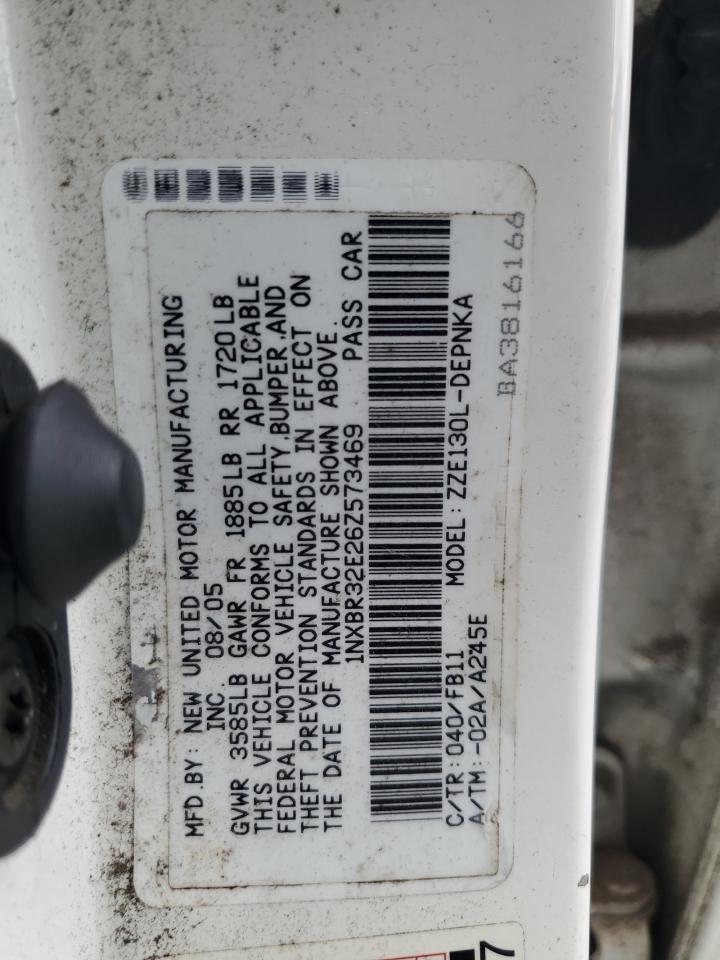 MFD.BY: NEW UNITED MOTOR MANUFACTURING
INC. 08/05
GVWR 3585LB GAWR FR 1885LB RR 1720LB
THIS VEHICLE CONFORMS TO ALL APPLICABLE
FEDERAL MOTOR VEHICLE SAFETY,BUMPER,AND
THEFT PREVENTION STANDARDS IN EFFECT ON
THE DATE OF MANUFACTURE SHOWN ABOVE.
1NXBR32E26Z573469 PASS CAR
C/TR:040/FB11 MODEL:ZZE130L-DEPNKA
A/TM:-02A/A245E
BA3816166
7